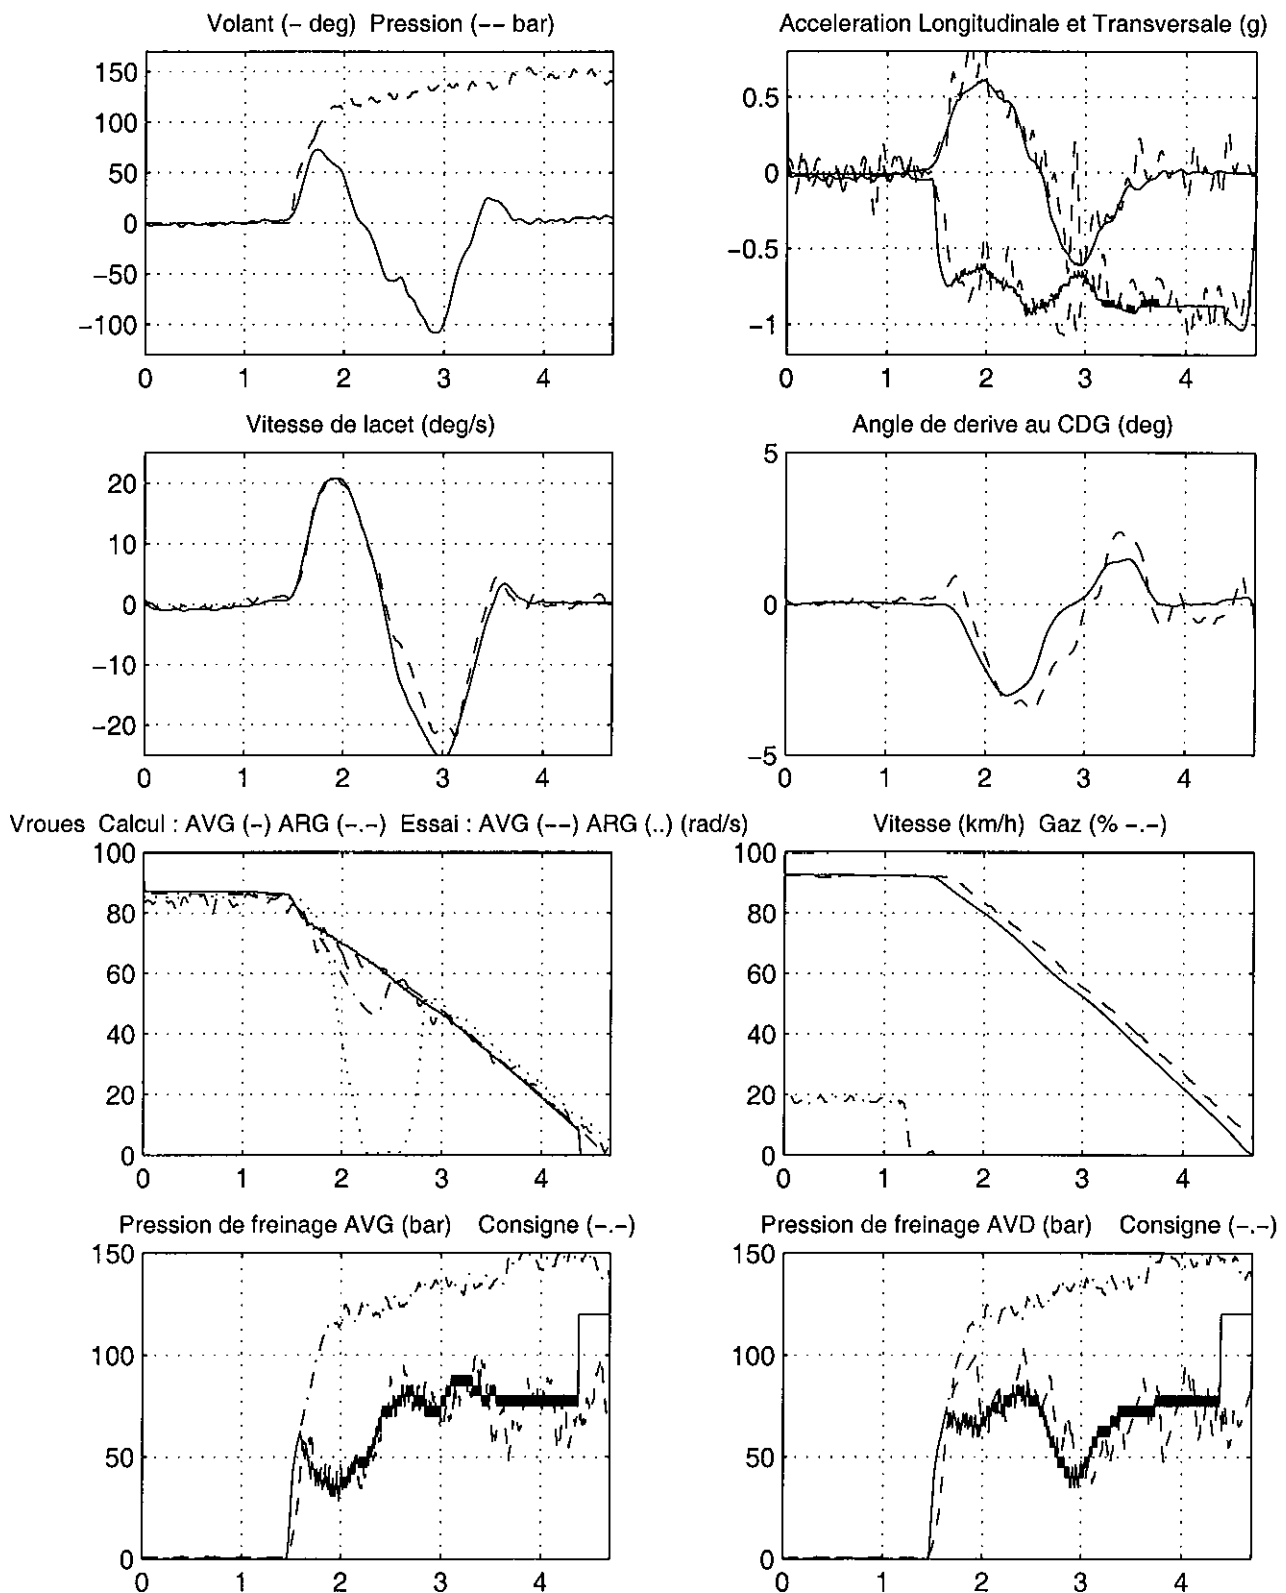 Volant (- deg) Pression (-- bar)
Acceleration Longitudinale et Transversale (g)
150
100
50
0
-50
-100
0 1 2 3 4
0.5
0
-0.5
-1
0 1 2 3 4
Vitesse de lacet (deg/s)
Angle de derive au CDG (deg)
20
10
0
-10
-20
0 1 2 3 4
5
0
-5
0 1 2 3 4
Vroues Calcul : AVG (-) ARG (-.-) Essai : AVG (--) ARG (..) (rad/s)
Vitesse (km/h) Gaz (% -.-)
100
80
60
40
20
0
0 1 2 3 4
100
80
60
40
20
0
0 1 2 3 4
Pression de freinage AVG (bar) Consigne (-.-)
Pression de freinage AVD (bar) Consigne (-.-)
150
100
50
0
0 1 2 3 4
150
100
50
0
0 1 2 3 4